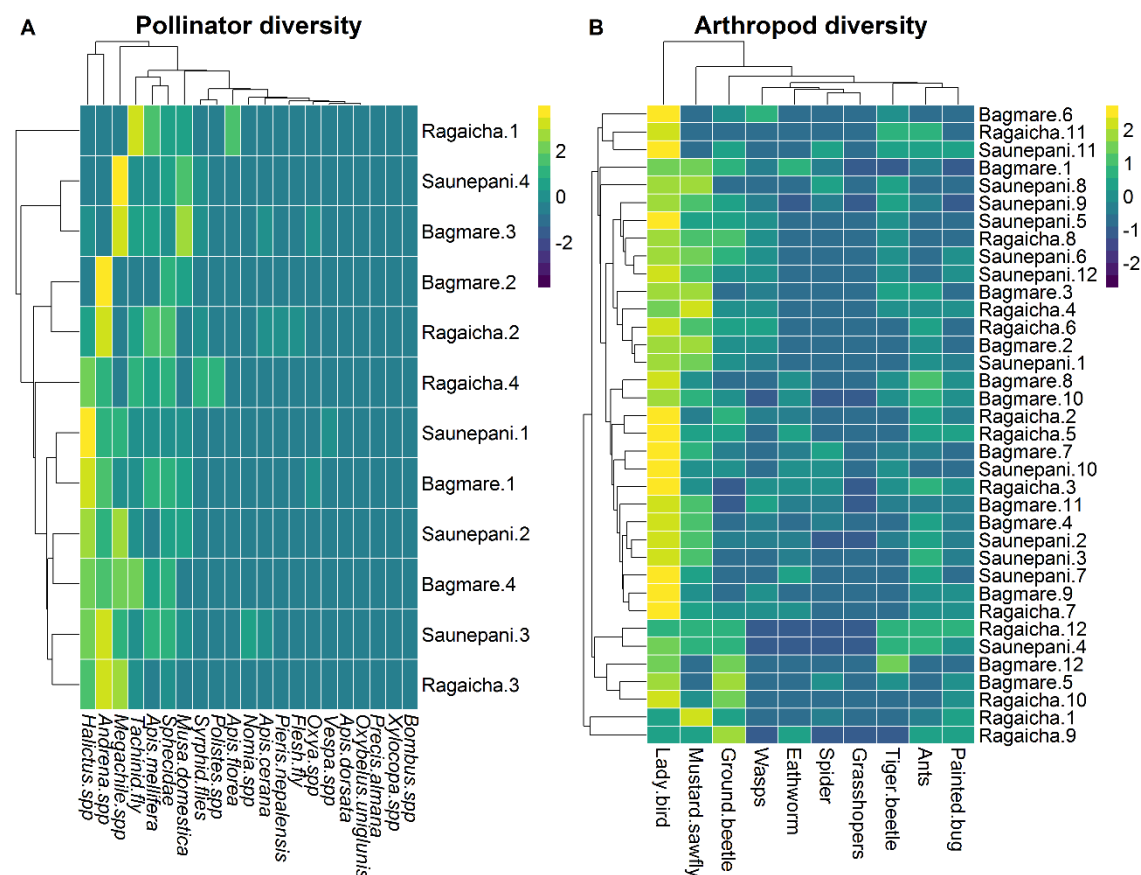 A
Pollinator diversity
2
0
-2
Ragaicha.1
Saunepani.4
Bagmare.3
Bagmare.2
Ragaicha.2
Ragaicha.4
Saunepani.1
Bagmare.1
Saunepani.2
Bagmare.4
Saunepani.3
Ragaicha.3
Halictus.spp
Andrena.spp
Megachile.spp
Tachinid.fly
Apis.mellifera
Sphecidae
Musa.domestica
Syrphid.flies
Polistes.spp
Apis.florea
Nomia.spp
Apis.cerana
Pieris.nepalensis
Flesh.fly
Oxya.spp
Vespa.spp
Apis.dorsata
Oxybelus.uniglunis
Precis.almana
Xylocopa.spp
Bombus.spp
B
Arthropod diversity
2
1
0
-1
-2
Bagmare.6
Ragaicha.11
Saunepani.11
Bagmare.1
Saunepani.8
Saunepani.9
Saunepani.5
Ragaicha.8
Saunepani.6
Saunepani.12
Bagmare.3
Ragaicha.4
Ragaicha.6
Bagmare.2
Saunepani.1
Bagmare.8
Bagmare.10
Ragaicha.2
Ragaicha.5
Bagmare.7
Saunepani.10
Ragaicha.3
Bagmare.11
Bagmare.4
Saunepani.2
Saunepani.3
Saunepani.7
Bagmare.9
Ragaicha.7
Ragaicha.12
Saunepani.4
Bagmare.12
Bagmare.5
Ragaicha.10
Ragaicha.1
Ragaicha.9
Lady.bird
Mustard.sawfly
Ground.beetle
Wasps
Eathworm
Spider
Grasshopers
Tiger.beetle
Ants
Painted.bug